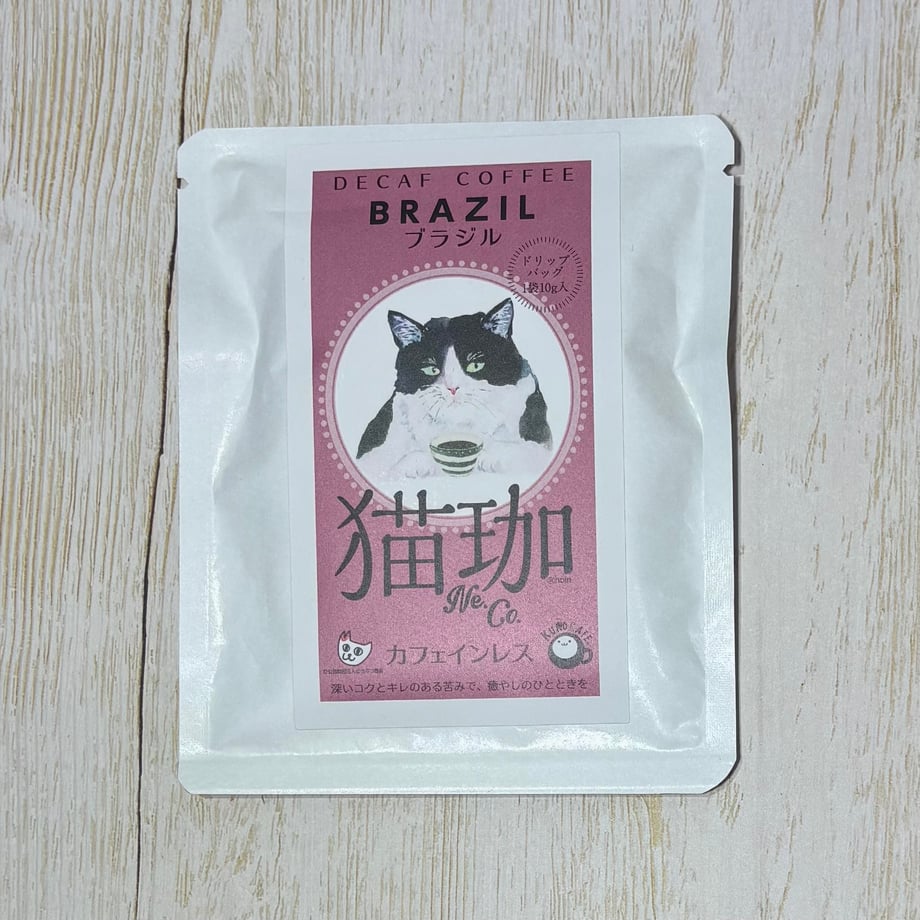 DECAF COFFEE
BRAZIL
ブラジル
ドリップ
バッグ
1袋10g入
猫珈
Ne.Co.
KUNO CAFE
カフェインレス
深いコクとキレのある苦みで、癒やしのひとときを